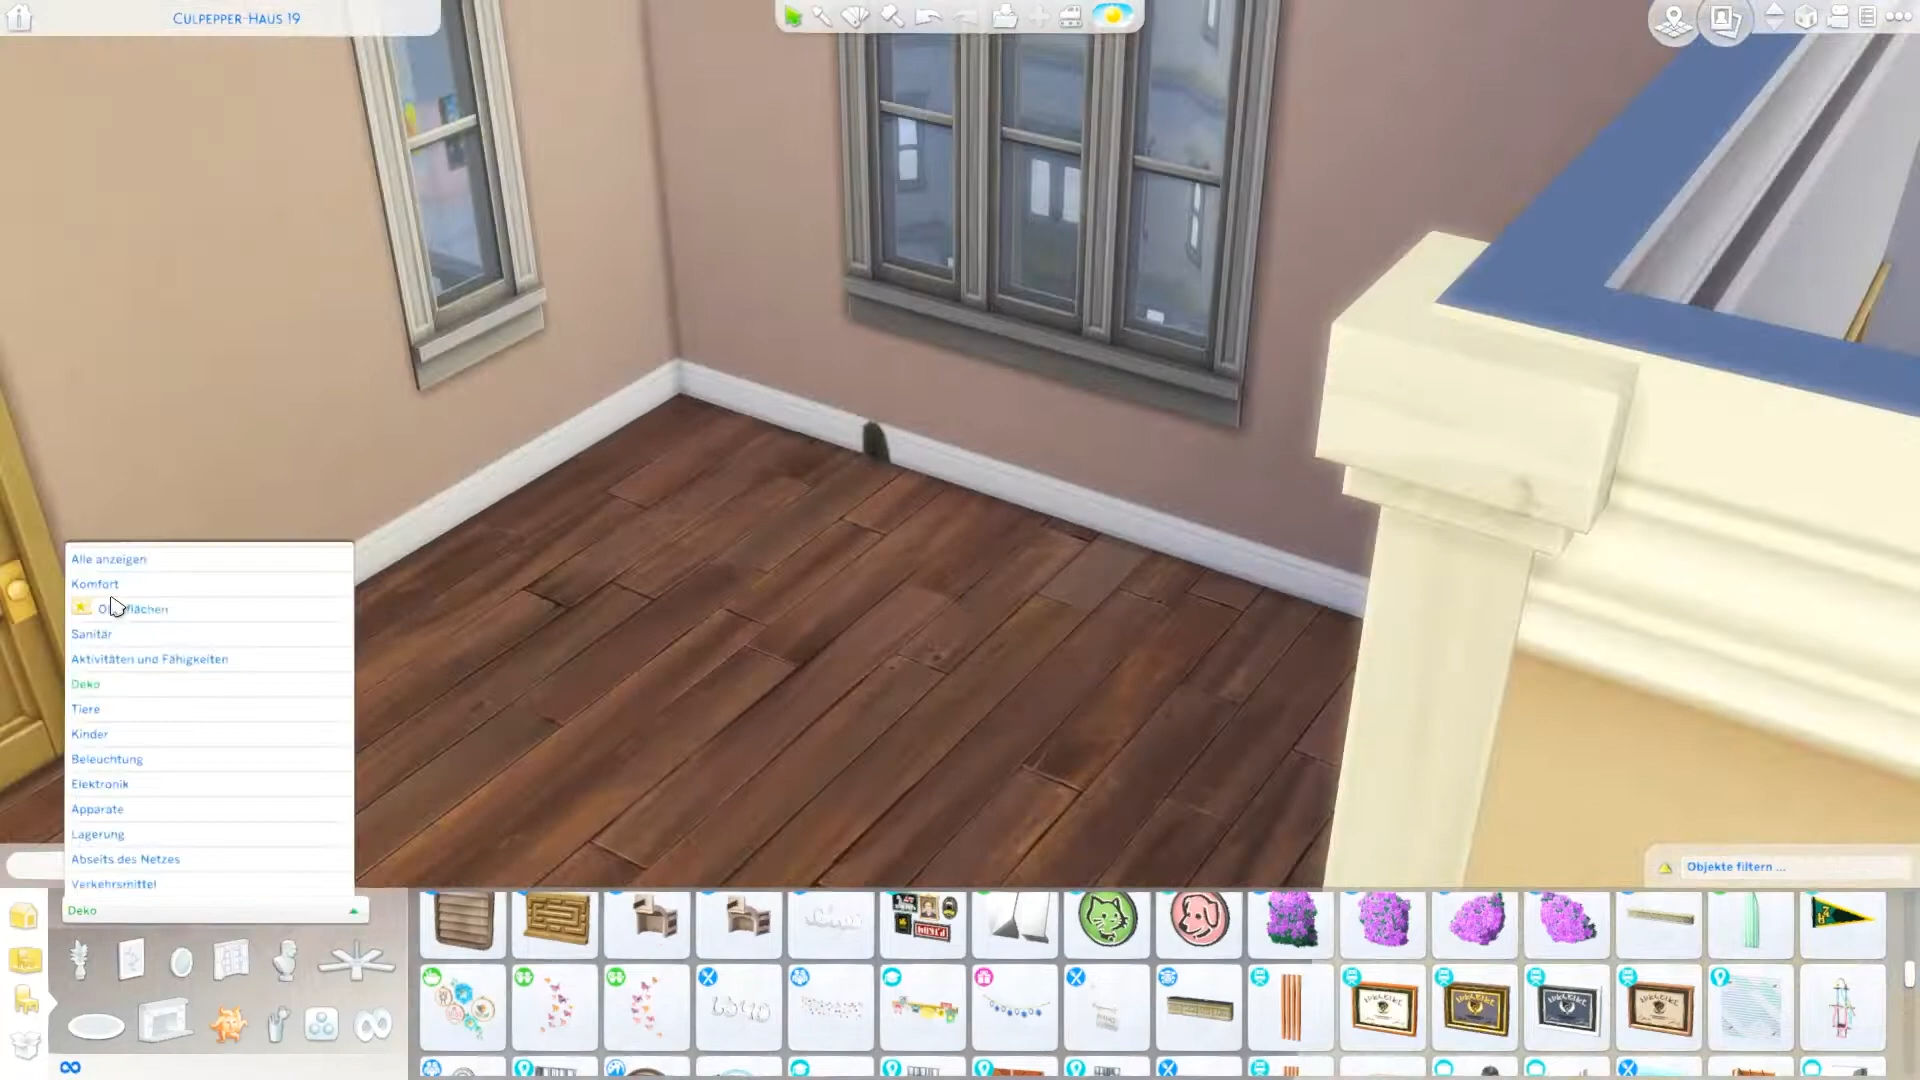 Culpepper-Haus 19
Alle anzeigen
Komfort
Sanitär
Aktivitäten und Fähigkeiten
Deko
Tiere
Kinder
Beleuchtung
Elektronik
Apparate
Lagerung
Abseits des Netzes
Verkehrsmittel
Deko
Objekte filtern ...